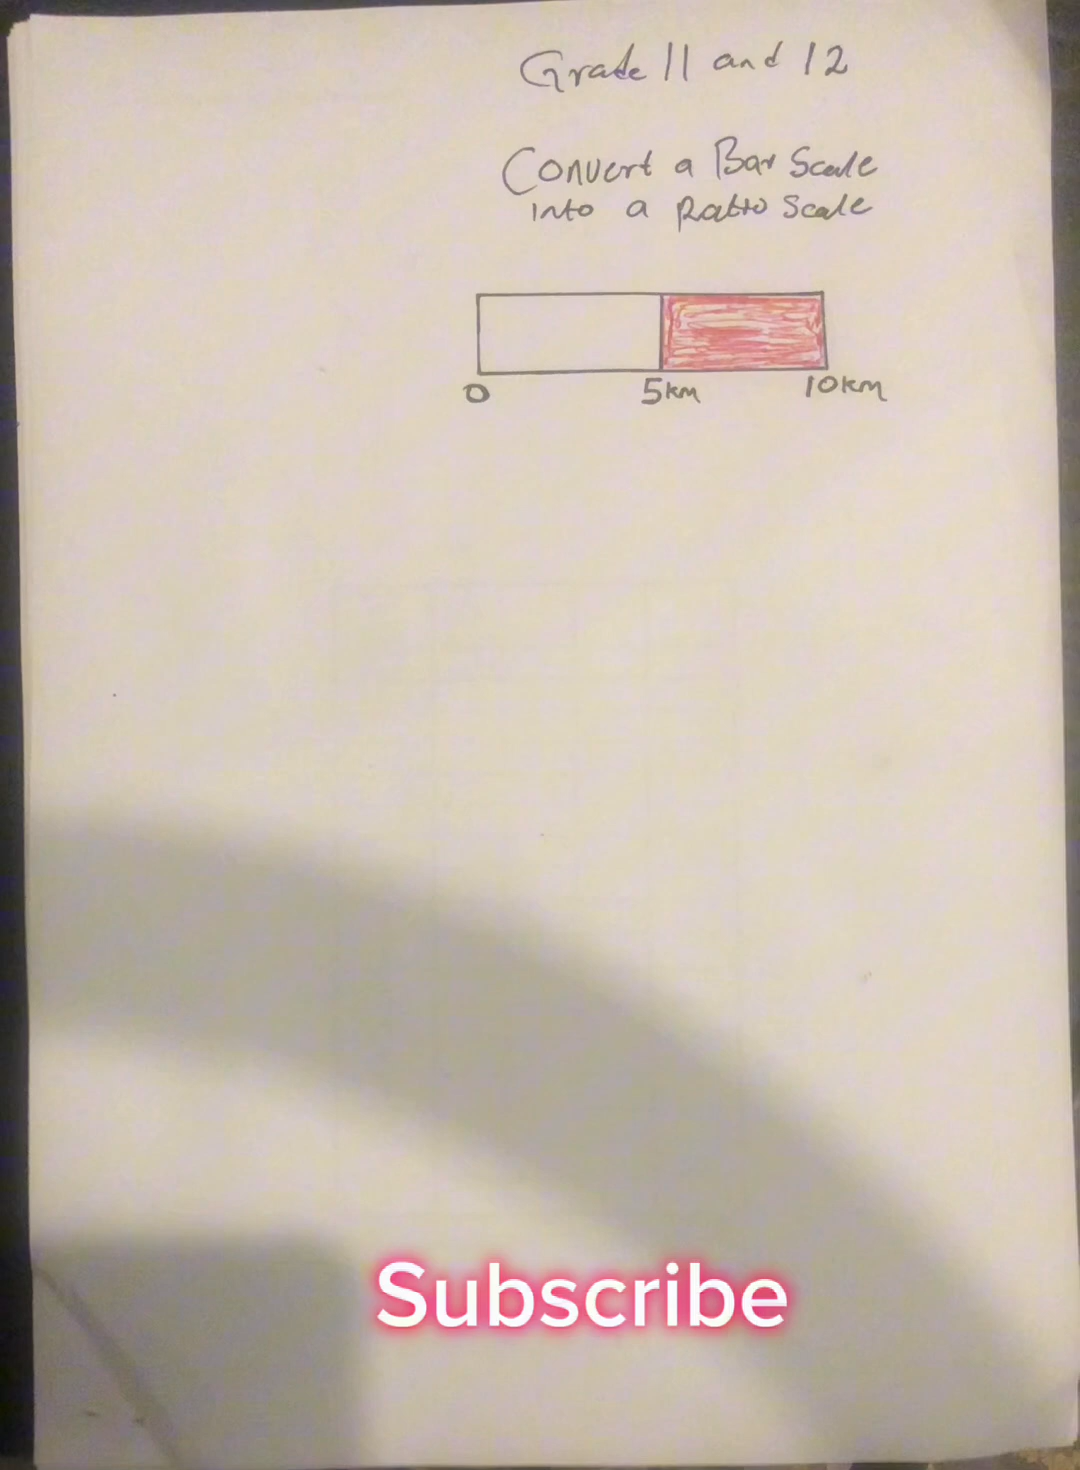 Grade 11 and 12
Convert a Bar Scale
into a Ratio Scale
0 5km 10km
Subscribe